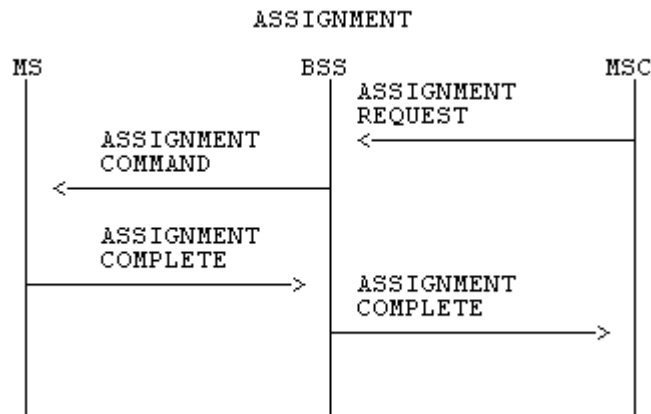 ASSIGNMENT
MS BSS MSC
ASSIGNMENT
REQUEST
ASSIGNMENT
COMMAND
ASSIGNMENT
COMPLETE
ASSIGNMENT
COMPLETE